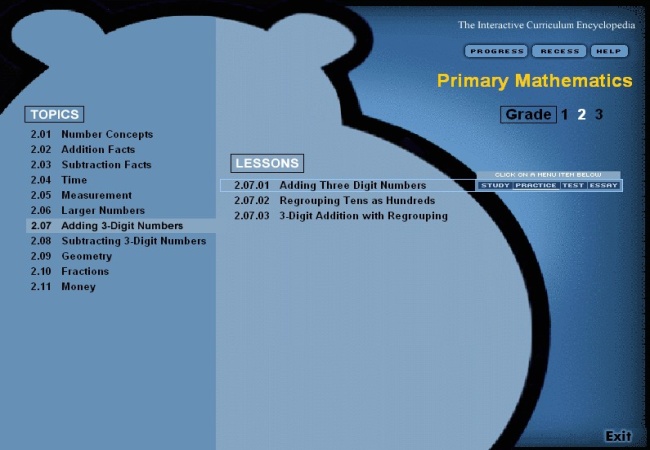 The Interactive Curriculum Encyclopedia
PROGRESS RECESS HELP
Primary Mathematics
Grade 1 2 3
TOPICS
2.01 Number Concepts
2.02 Addition Facts
2.03 Subtraction Facts
2.04 Time
2.05 Measurement
2.06 Larger Numbers
2.07 Adding 3-Digit Numbers
2.08 Subtracting 3-Digit Numbers
2.09 Geometry
2.10 Fractions
2.11 Money
LESSONS
CLICK ON A MENU ITEM BELOW
2.07.01 Adding Three Digit Numbers STUDY PRACTICE TEST ESSAY
2.07.02 Regrouping Tens as Hundreds
2.07.03 3-Digit Addition with Regrouping
Exit